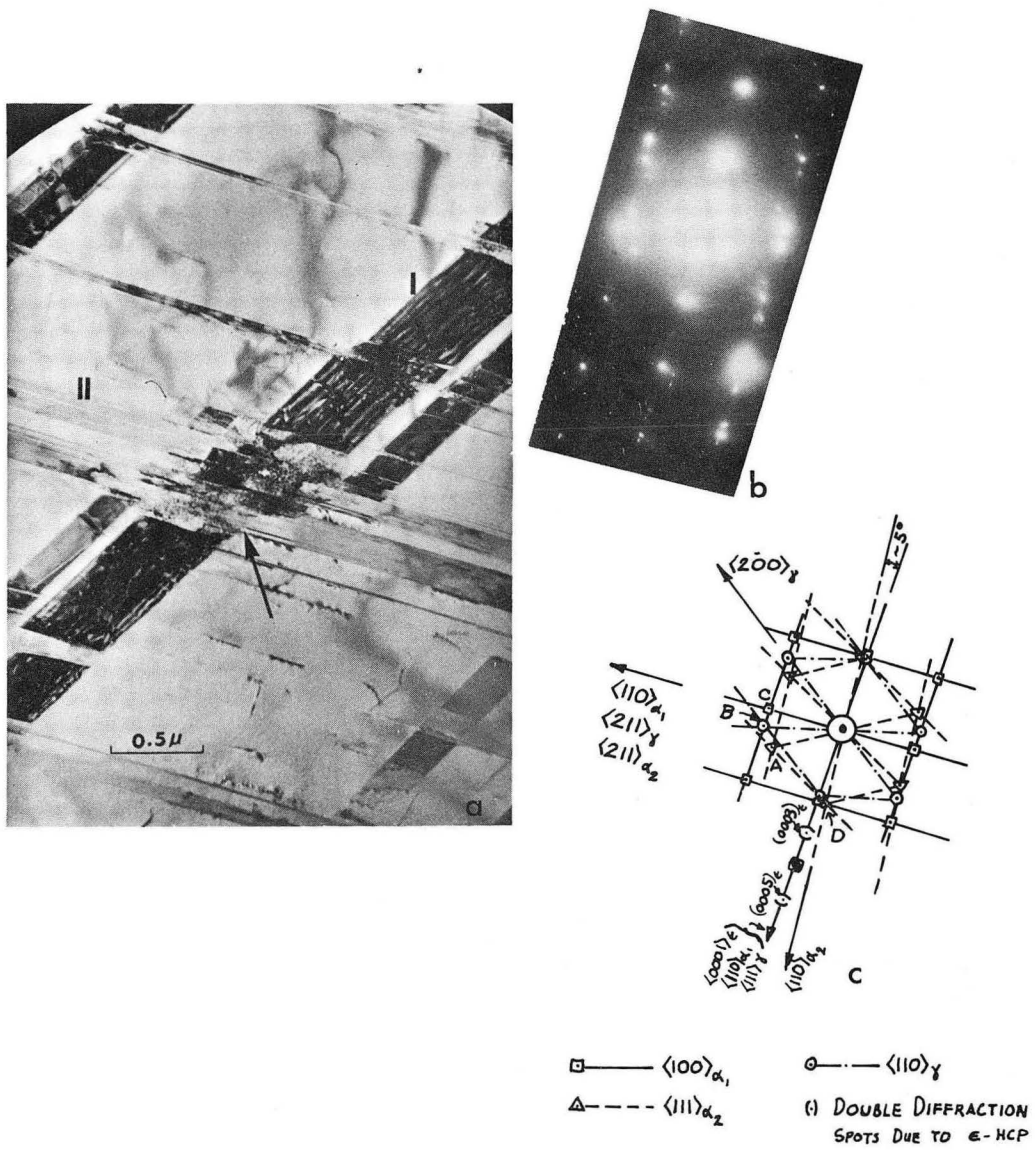 I
II
0.5μ
a
b
~5°
⟨2̄00⟩γ
⟨110⟩α₁
⟨211⟩γ
⟨211⟩α₂
C
B
A
D
(0003)ε
(0005)ε
⟨0001⟩ε
⟨110⟩α₁
⟨111⟩γ
⟨110⟩α₂
c
⟨100⟩α₁
⟨110⟩γ
⟨111⟩α₂
(·) DOUBLE DIFFRACTION
SPOTS DUE TO ε-HCP